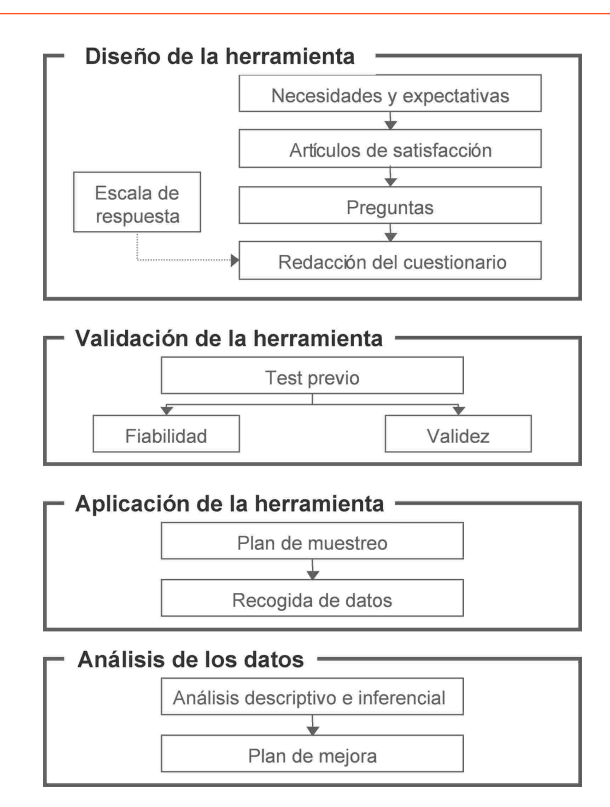 Diseño de la herramienta
Necesidades y expectativas
Artículos de satisfacción
Escala de
respuesta
Preguntas
Redacción del cuestionario
Validación de la herramienta
Test previo
Fiabilidad
Validez
Aplicación de la herramienta
Plan de muestreo
Recogida de datos
Análisis de los datos
Análisis descriptivo e inferencial
Plan de mejora